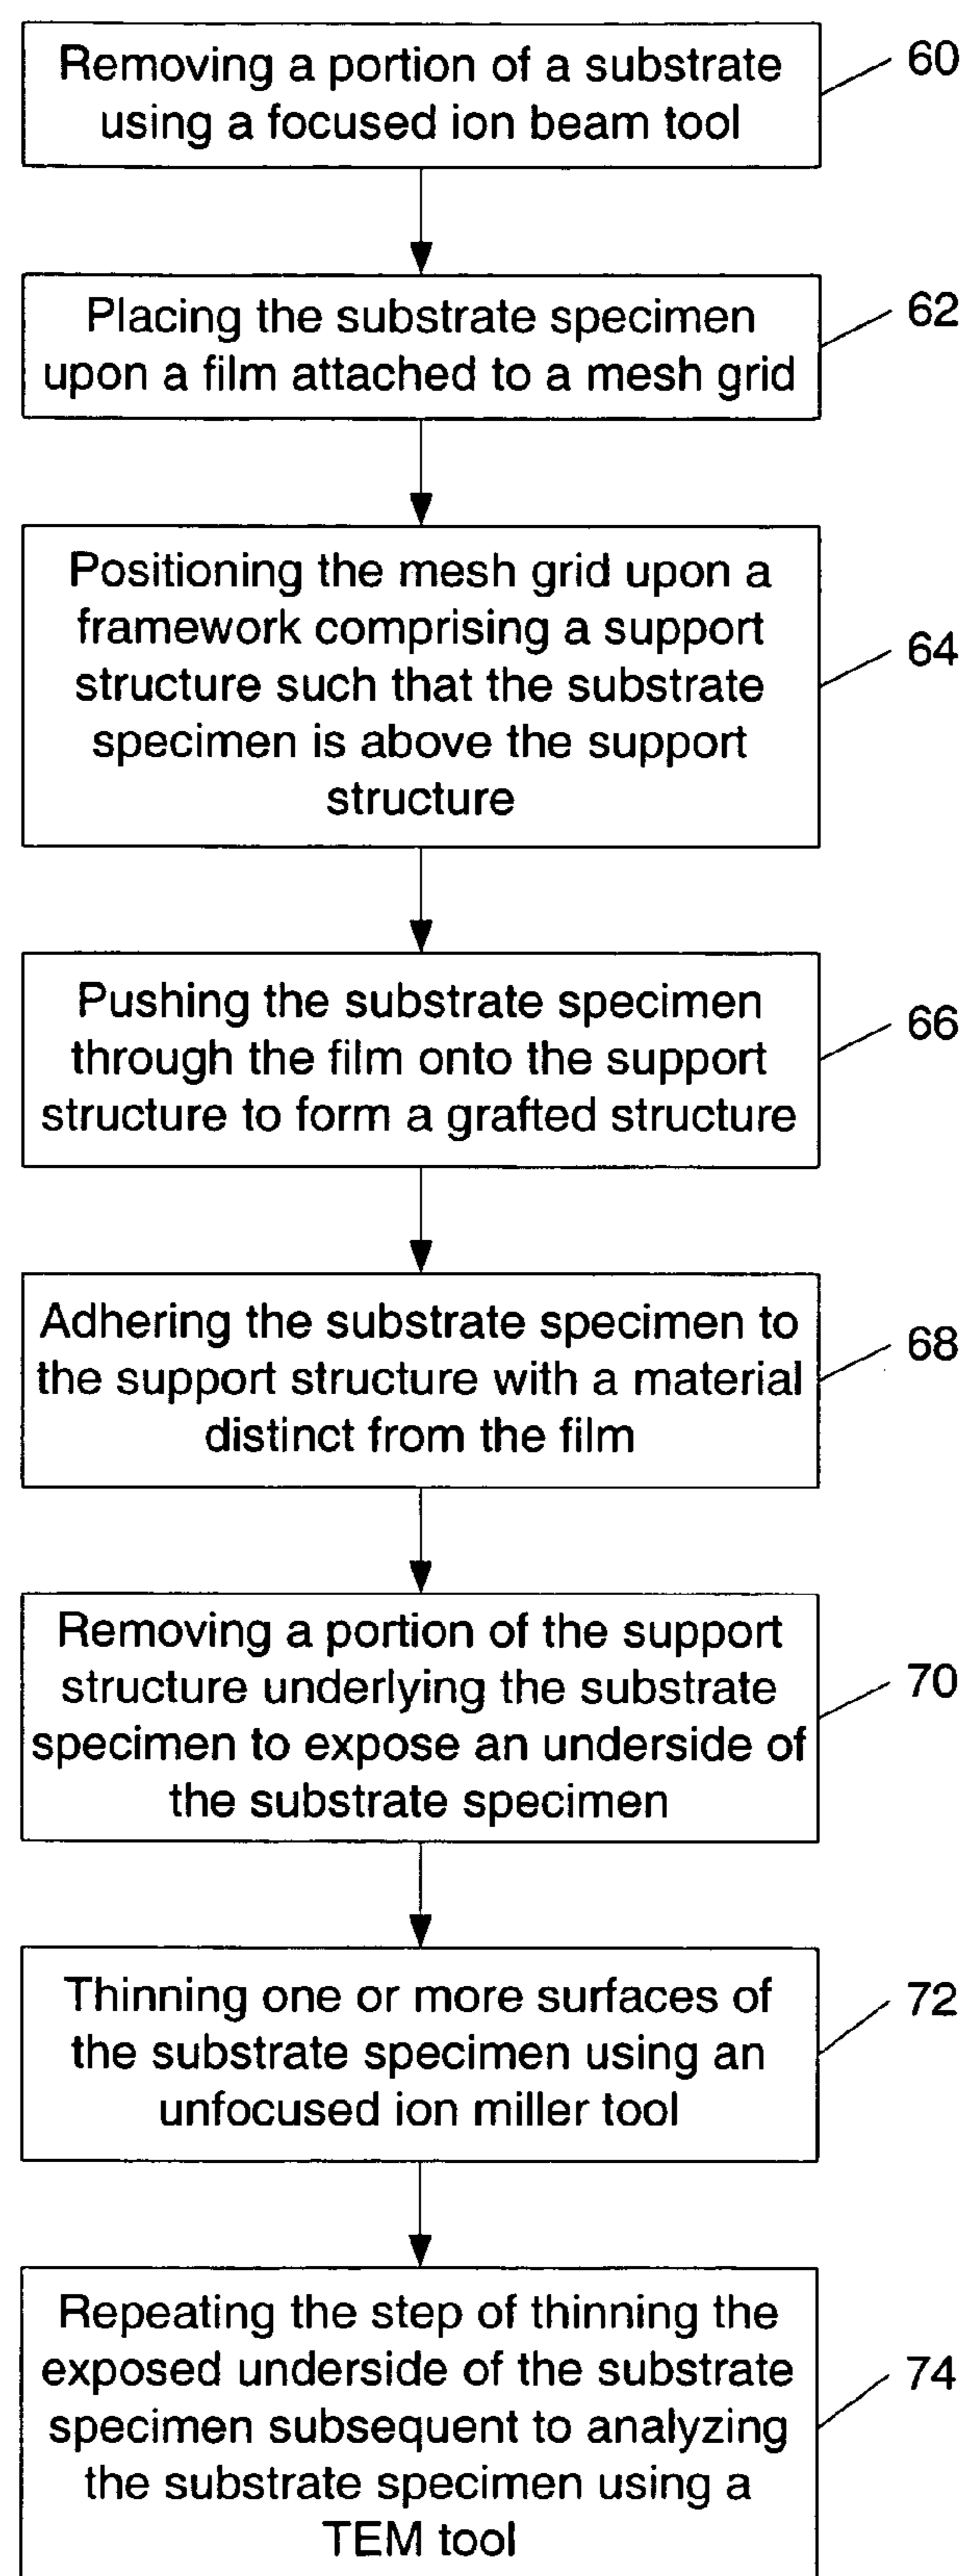 Removing a portion of a substrate
using a focused ion beam tool
60
Placing the substrate specimen
upon a film attached to a mesh grid
62
Positioning the mesh grid upon a
framework comprising a support
structure such that the substrate
specimen is above the support
structure
64
Pushing the substrate specimen
through the film onto the support
structure to form a grafted structure
66
Adhering the substrate specimen to
the support structure with a material
distinct from the film
68
Removing a portion of the support
structure underlying the substrate
specimen to expose an underside of
the substrate specimen
70
Thinning one or more surfaces of
the substrate specimen using an
unfocused ion miller tool
72
Repeating the step of thinning the
exposed underside of the substrate
specimen subsequent to analyzing
the substrate specimen using a
TEM tool
74